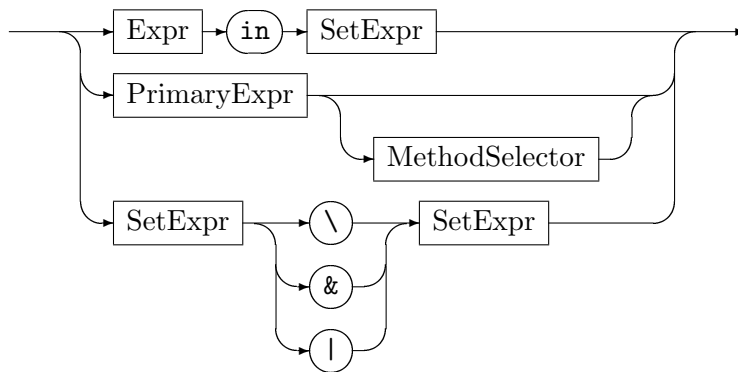 Expr in SetExpr
PrimaryExpr
MethodSelector
SetExpr \ SetExpr
&
|